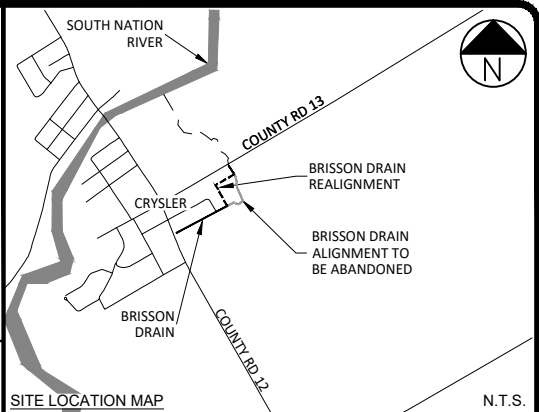 SOUTH NATION
RIVER
N
COUNTY RD 13
BRISSON DRAIN
REALIGNMENT
CRYSLER
BRISSON DRAIN
ALIGNMENT TO
BE ABANDONED
BRISSON
DRAIN
COUNTY RD 12
SITE LOCATION MAP
N.T.S.